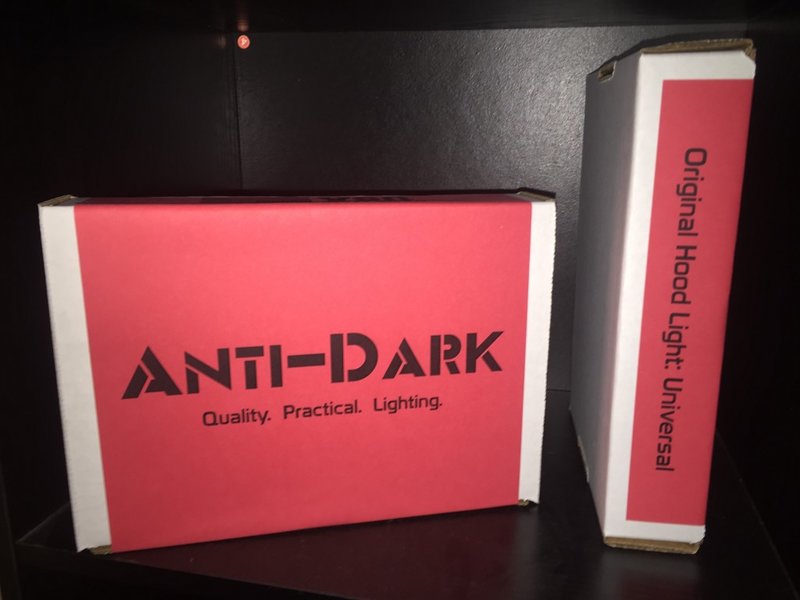 ANTI-DARK
Quality. Practical. Lighting.
Original Hood Light: Universal